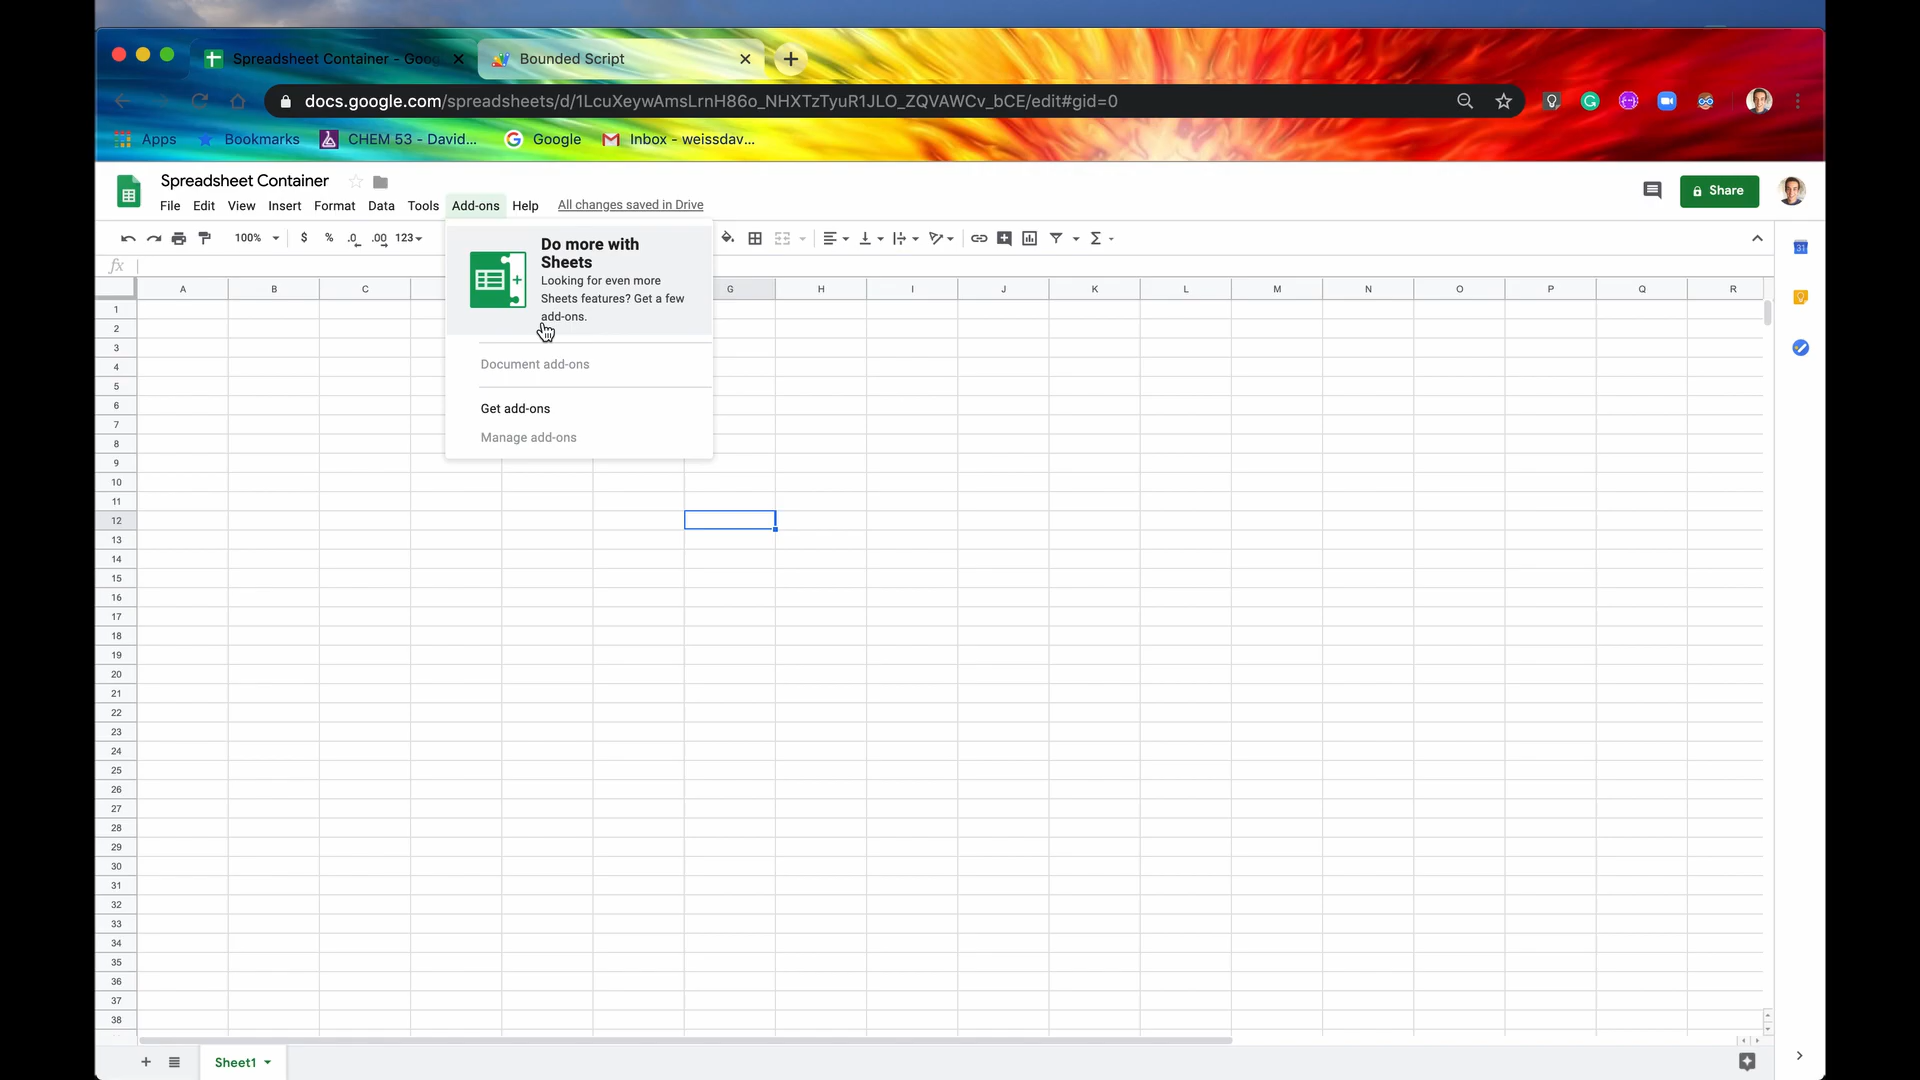 Spreadsheet Container - Goog
Bounded Script
docs.google.com/spreadsheets/d/1LcuXeywAmsLrnH86o_NHXTzTyuR1JLO_ZQVAWCv_bCE/edit#gid=0
Apps
Bookmarks
CHEM 53 - David...
Google
Inbox - weissdav...
Spreadsheet Container
Share
File Edit View Insert Format Data Tools Add-ons Help All changes saved in Drive
100% $ % .0 .00 123
fx
Do more with
Sheets
Looking for even more
Sheets features? Get a few
add-ons.
Document add-ons
Get add-ons
Manage add-ons
31
A B C G H I J K L M N O P Q R
1
2
3
4
5
6
7
8
9
10
11
12
13
14
15
16
17
18
19
20
21
22
23
24
25
26
27
28
29
30
31
32
33
34
35
36
37
38
Sheet1